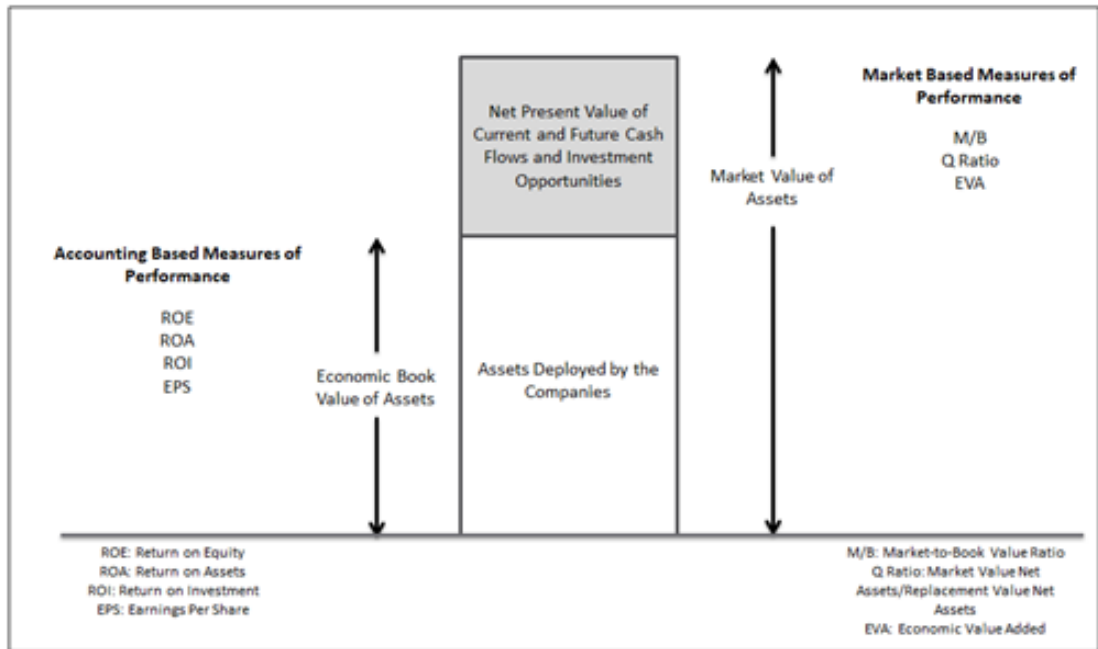 Net Present Value of
Current and Future Cash
Flows and Investment
Opportunities
Market Based Measures of
Performance
M/B
Q Ratio
EVA
Market Value of
Assets
Accounting Based Measures of
Performance
ROE
ROA
ROI
EPS
Economic Book
Value of Assets
Assets Deployed by the
Companies
ROE: Return on Equity
ROA: Return on Assets
ROI: Return on Investment
EPS: Earnings Per Share
M/B: Market-to-Book Value Ratio
Q Ratio: Market Value Net
Assets/Replacement Value Net
Assets
EVA: Economic Value Added